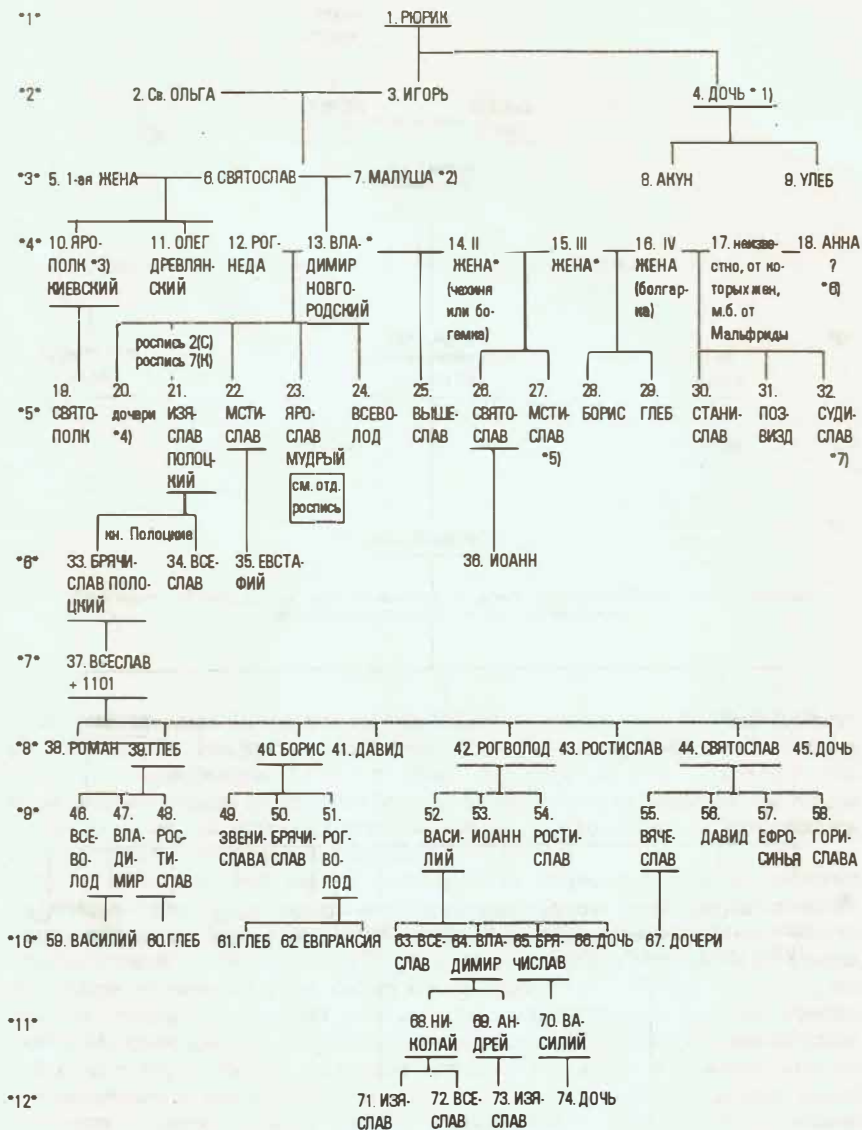 *1* 1. РЮРИК
*2* 2. Св. ОЛЬГА 3. ИГОРЬ 4. ДОЧЬ * 1)
*3* 5. 1-ая ЖЕНА 6. СВЯТОСЛАВ 7. МАЛУША *2) 8. АКУН 9. УЛЕБ
*4* 10. ЯРО- 11. ОЛЕГ 12. РОГ- 13. ВЛА-* 14. II 15. III 16. IV 17. неизве- 18. АННА
ПОЛК *3) ДРЕВЛЯН- НЕДА ДИМИР ЖЕНА* ЖЕНА* ЖЕНА стно, от ко- ?
КИЕВСКИЙ СКИЙ НОВГО- (чехиня (болгар- торых жен, *6)
РОДСКИЙ или бо- ка) м.б. от
гемка) Мальфриды
роспись 2(С)
роспись 7(К)
19. 20. 21. 22. 23. 24. 25. 26. 27. 28. 29. 30. 31. 32.
*5* СВЯТО- дочери ИЗЯ- МСТИ- ЯРО- ВСЕВО- ВЫШЕ- СВЯТО- МСТИ- БОРИС ГЛЕБ СТАНИ- ПОЗ- СУДИ-
ПОЛК *4) СЛАВ СЛАВ СЛАВ ЛОД СЛАВ СЛАВ СЛАВ СЛАВ ВИЗД СЛАВ
ПОЛОЦ- МУДРЫЙ *5) *7)
КИЙ см. отд.
роспись
кн. Полоцкие
*6* 33. БРЯЧИ- 34. ВСЕ- 35. ЕВСТА- 36. ИОАНН
СЛАВ ПОЛО- СЛАВ ФИЙ
ЦКИЙ
*7* 37. ВСЕСЛАВ
+ 1101
*8* 38. РОМАН 39. ГЛЕБ 40. БОРИС 41. ДАВИД 42. РОГВОЛОД 43. РОСТИСЛАВ 44. СВЯТОСЛАВ 45. ДОЧЬ
*9* 46. 47. 48. 49. 50. 51. 52. 53. 54. 55. 56. 57. 58.
ВСЕ- ВЛА- РОС- ЗВЕНИ- БРЯЧИ- РОГ- ВАСИ- ИОАНН РОСТИ- ВЯЧЕ- ДАВИД ЕФРО- ГОРИ-
ВО- ДИ- ТИ- СЛАВА СЛАВ ВО- ЛИЙ СЛАВ СЛАВ СИНЬЯ СЛАВА
ЛОД МИР СЛАВ ЛОД
*10* 59. ВАСИЛИЙ 60. ГЛЕБ 61. ГЛЕБ 62. ЕВПРАКСИЯ 63. ВСЕ- 64. ВЛА- 65. БРЯ- 66. ДОЧЬ 67. ДОЧЕРИ
СЛАВ ДИМИР ЧИСЛАВ
*11* 68. НИ- 69. АН- 70. ВА-
КОЛАЙ ДРЕЙ СИЛИЙ
*12* 71. ИЗЯ- 72. ВСЕ- 73. ИЗЯ- 74. ДОЧЬ
СЛАВ СЛАВ СЛАВ